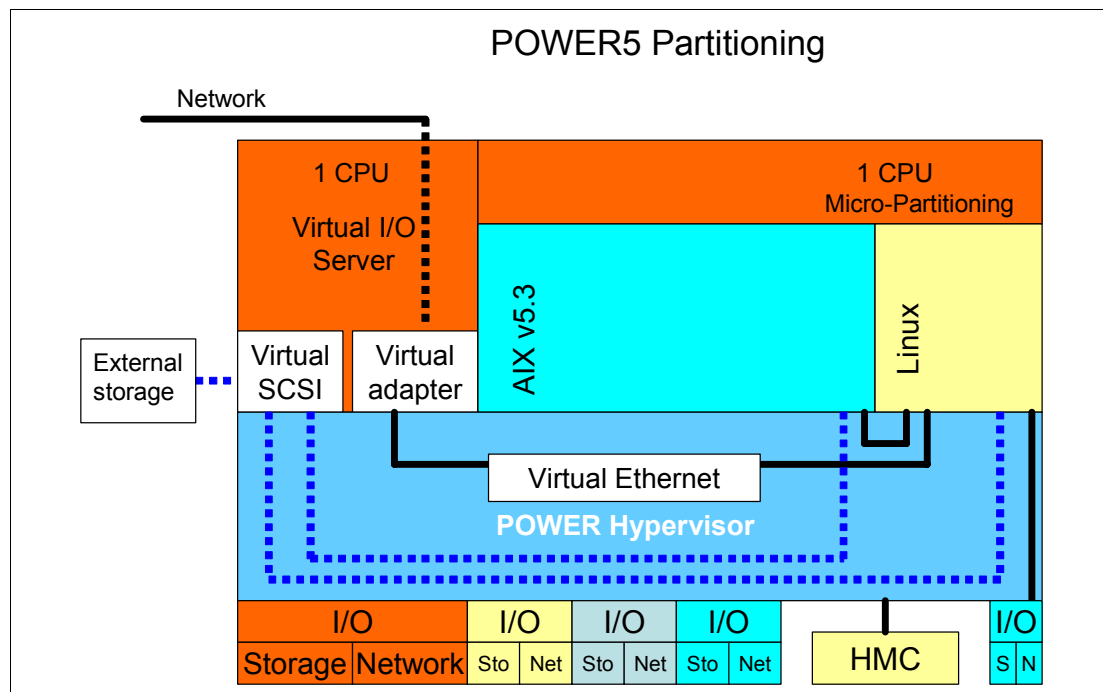 POWER5 Partitioning
Network
1 CPU
Virtual I/O
Server
1 CPU
Micro-Partitioning
AIX v5.3
Linux
External
storage
Virtual
SCSI
Virtual
adapter
Virtual Ethernet
POWER Hypervisor
I/O
Storage
Network
I/O
Sto
Net
I/O
Sto
Net
I/O
Sto
Net
HMC
I/O
S
N